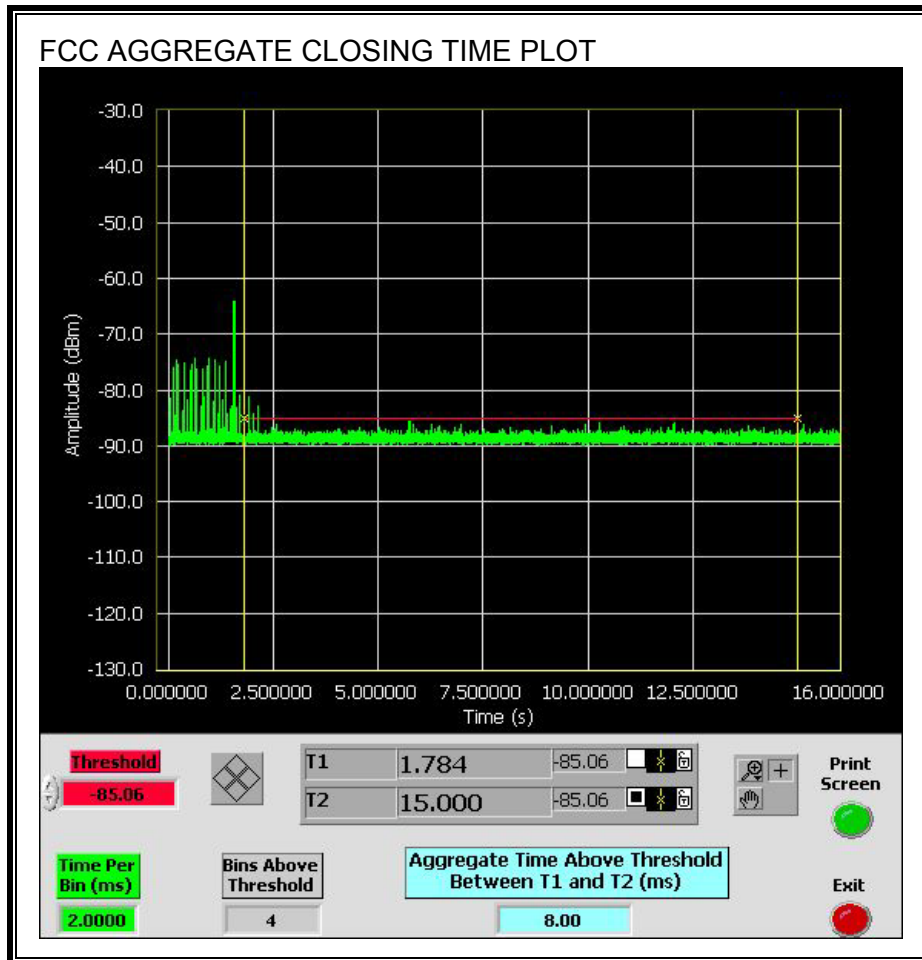 FCC AGGREGATE CLOSING TIME PLOT
-30.0
-40.0
-50.0
-60.0
-70.0
-80.0
-90.0
-100.0
-110.0
-120.0
-130.0
Amplitude (dBm)
0.000000 2.500000 5.000000 7.500000 10.000000 12.500000 16.000000
Time (s)
Threshold
-85.06
T1 1.784 -85.06
T2 15.000 -85.06
Print
Screen
Time Per
Bin (ms)
2.0000
Bins Above
Threshold
4
Aggregate Time Above Threshold
Between T1 and T2 (ms)
8.00
Exit